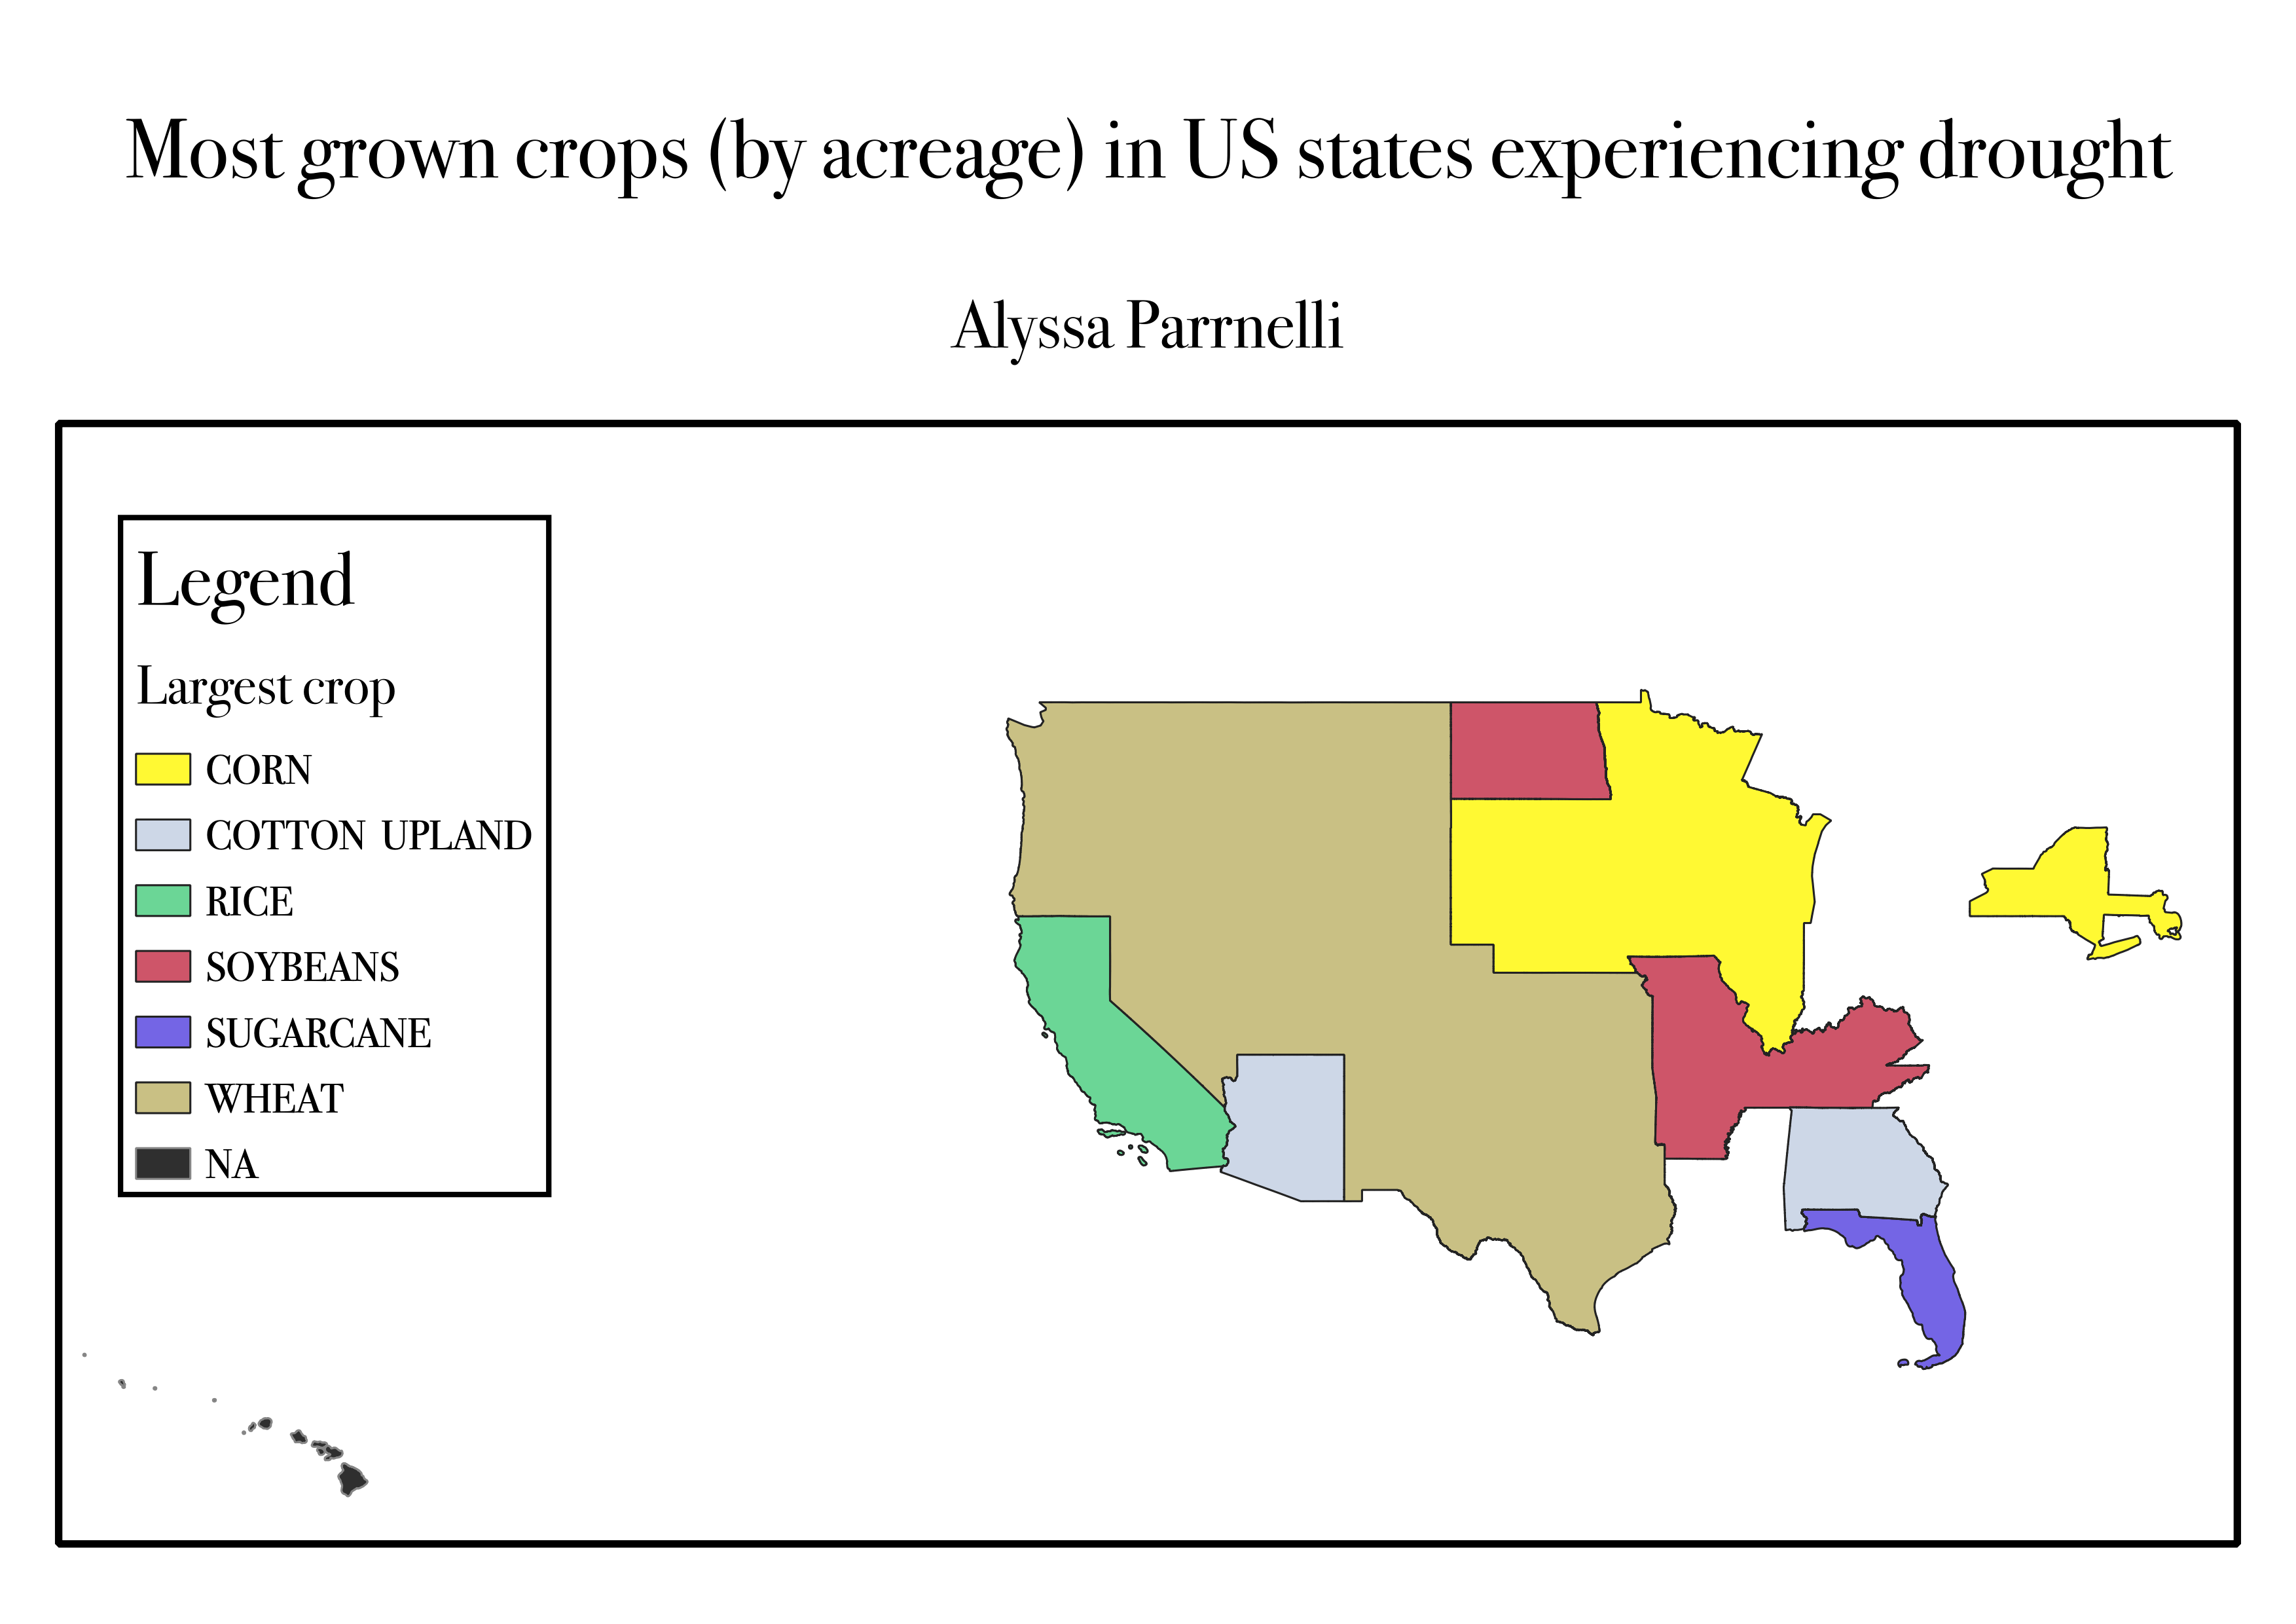 Most grown crops (by acreage) in US states experiencing drought
Alyssa Parrnelli
Legend
Largest crop
CORN
COTTON UPLAND
RICE
SOYBEANS
SUGARCANE
WHEAT
NA